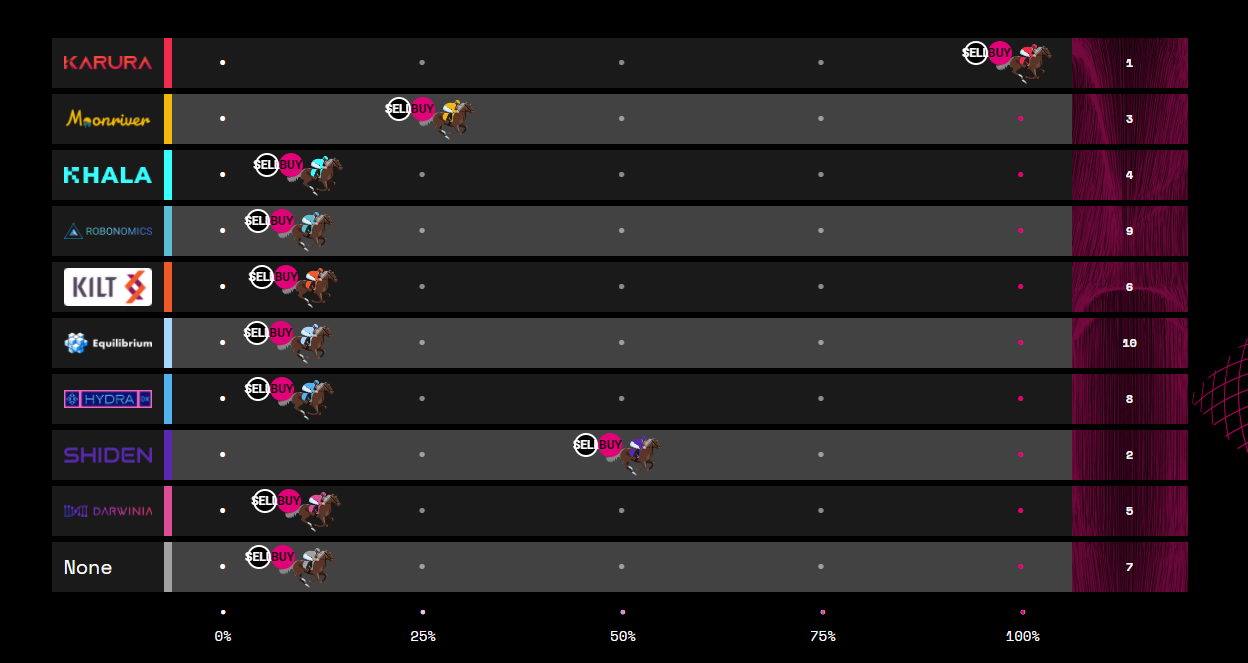 KARURA SELL BUY 1
Moonriver SELL BUY 3
KHALA SELL BUY 4
ROBONOMICS SELL BUY 9
KILT SELL BUY 6
Equilibrium SELL BUY 10
HYDRA DX SELL BUY 8
SHIDEN SELL BUY 2
DARWINIA SELL BUY 5
None SELL BUY 7
0% 25% 50% 75% 100%